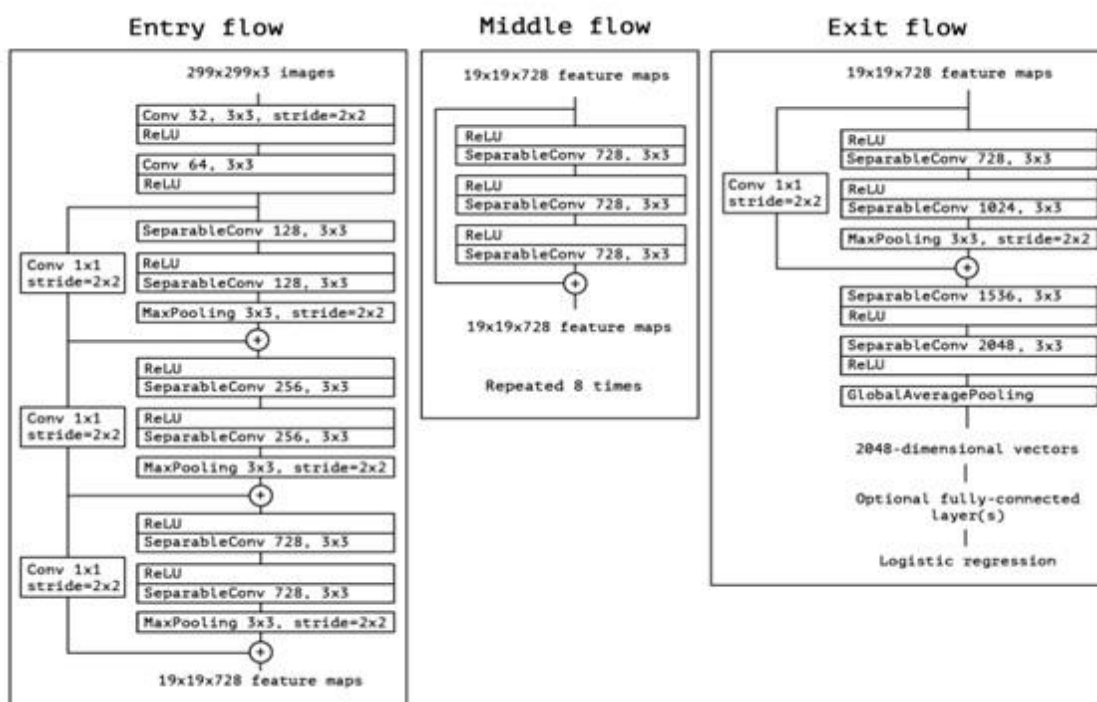 Entry flow
299x299x3 images
Conv 32, 3x3, stride=2x2
ReLU
Conv 64, 3x3
ReLU
SeparableConv 128, 3x3
Conv 1x1
stride=2x2
ReLU
SeparableConv 128, 3x3
MaxPooling 3x3, stride=2x2
+
ReLU
SeparableConv 256, 3x3
Conv 1x1
stride=2x2
ReLU
SeparableConv 256, 3x3
MaxPooling 3x3, stride=2x2
+
ReLU
SeparableConv 728, 3x3
Conv 1x1
stride=2x2
ReLU
SeparableConv 728, 3x3
MaxPooling 3x3, stride=2x2
+
19x19x728 feature maps
Middle flow
19x19x728 feature maps
ReLU
SeparableConv 728, 3x3
ReLU
SeparableConv 728, 3x3
ReLU
SeparableConv 728, 3x3
+
19x19x728 feature maps
Repeated 8 times
Exit flow
19x19x728 feature maps
ReLU
SeparableConv 728, 3x3
Conv 1x1
stride=2x2
ReLU
SeparableConv 1024, 3x3
MaxPooling 3x3, stride=2x2
+
SeparableConv 1536, 3x3
ReLU
SeparableConv 2048, 3x3
ReLU
GlobalAveragePooling
2048-dimensional vectors
Optional fully-connected
layer(s)
Logistic regression